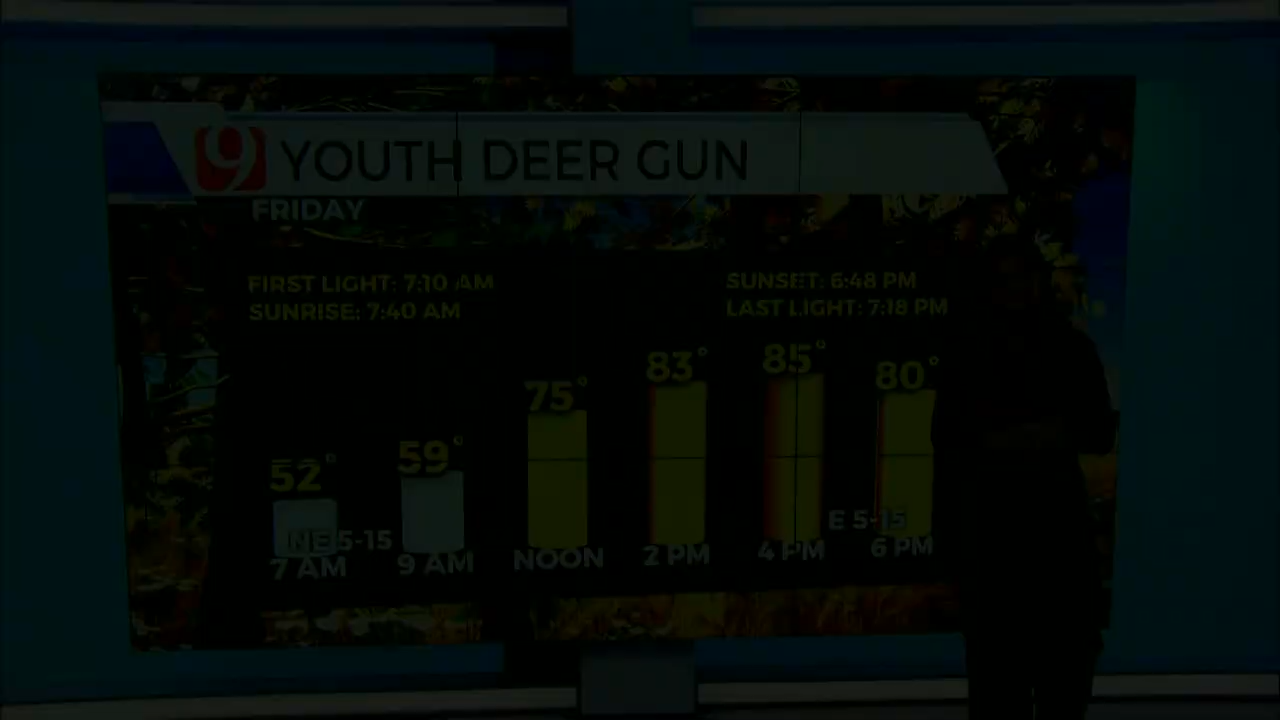 9 YOUTH DEER GUN
FRIDAY
FIRST LIGHT: 7:10 AM
SUNRISE: 7:40 AM
SUNSET: 6:48 PM
LAST LIGHT: 7:18 PM
52° 59° 75° 83° 85° 80°
NE 5-15 E 5-15
7 AM 9 AM NOON 2 PM 4 PM 6 PM